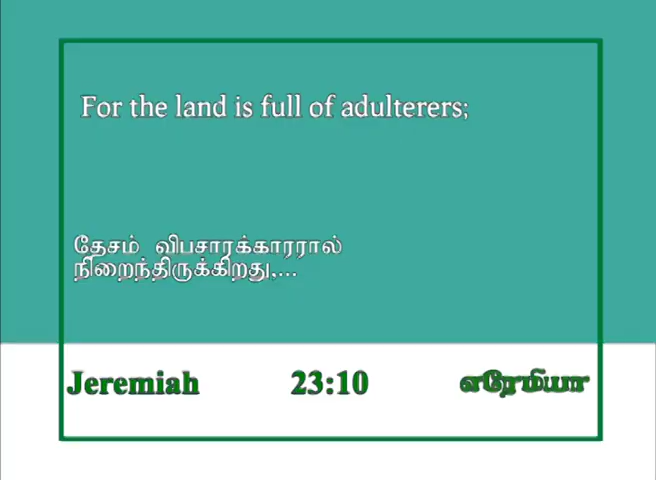 For the land is full of adulterers;
தேசம் விபசாரக்காரரால்
நிறைந்திருக்கிறது,...
Jeremiah 23:10 எரேமியா